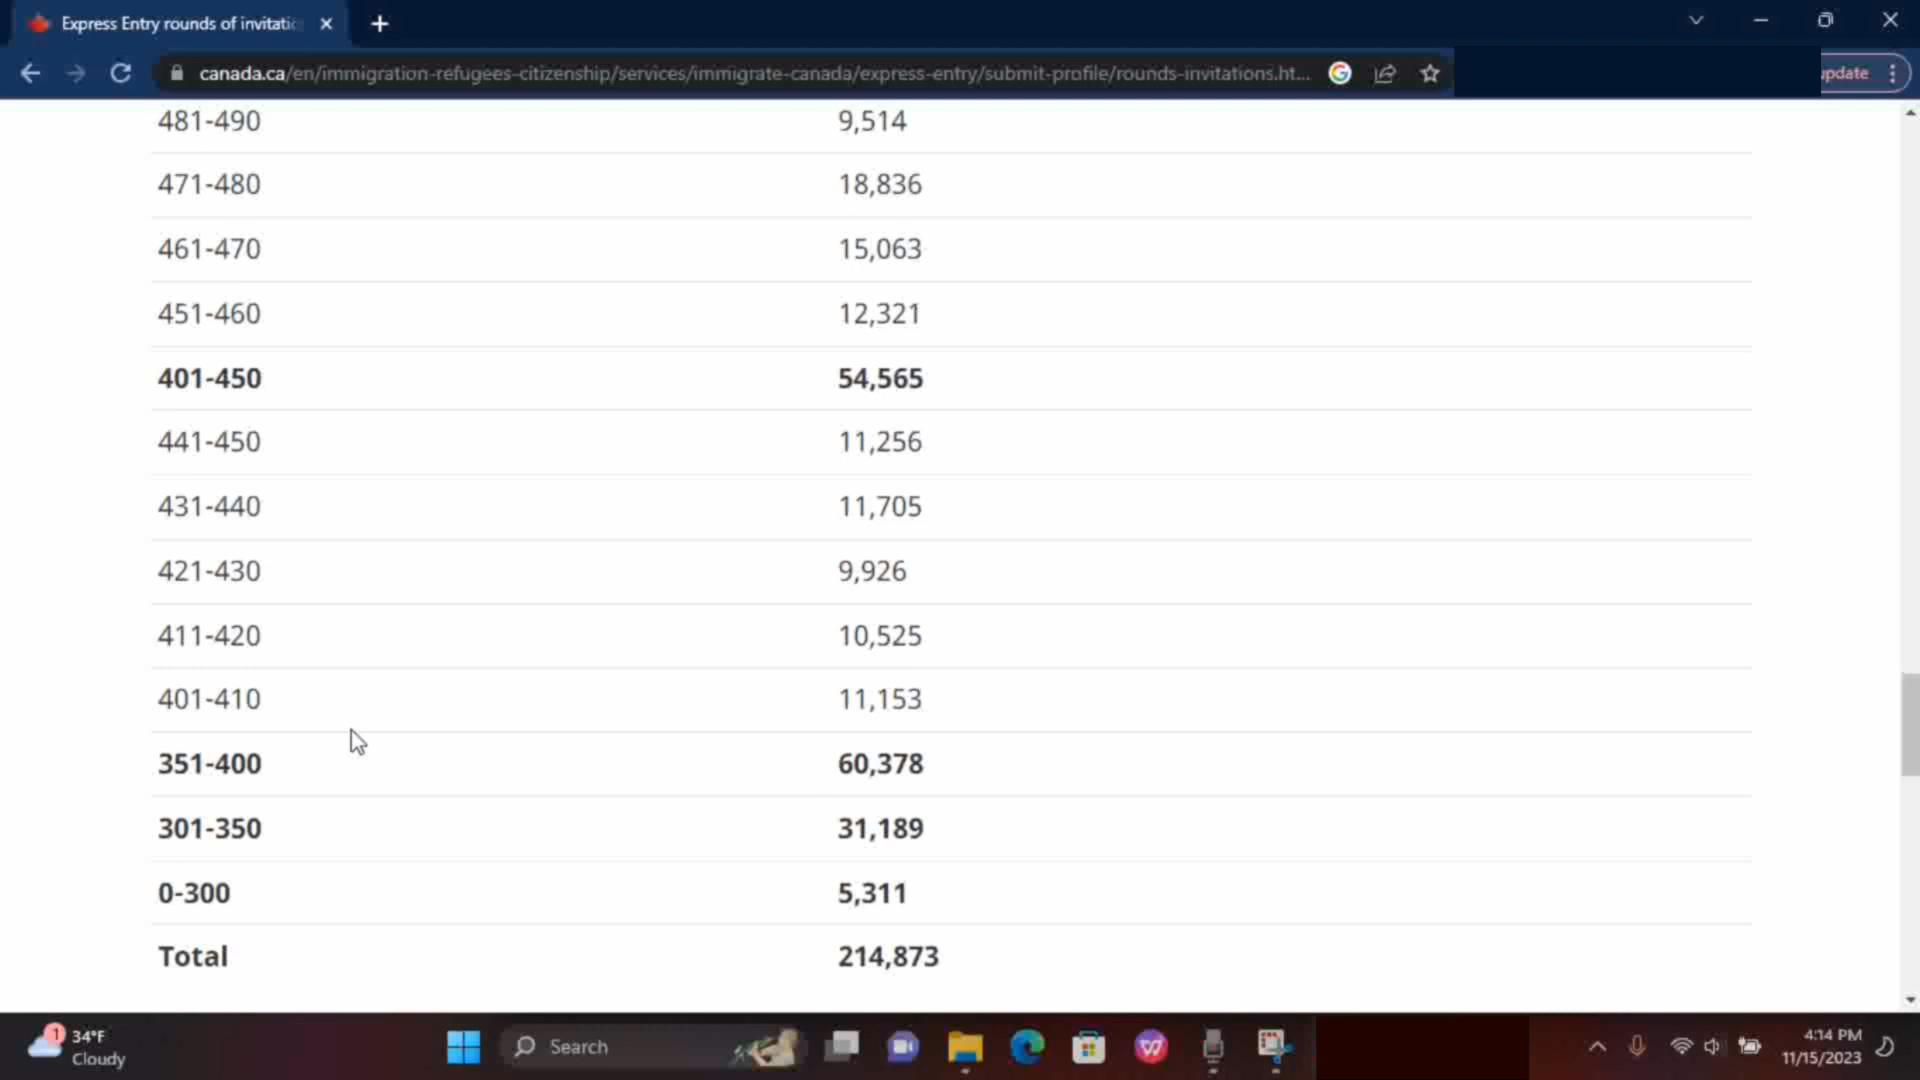 Express Entry rounds of invitatic
canada.ca/en/immigration-refugees-citizenship/services/immigrate-canada/express-entry/submit-profile/rounds-invitations.ht...
update
481-490 9,514
471-480 18,836
461-470 15,063
451-460 12,321
401-450 54,565
441-450 11,256
431-440 11,705
421-430 9,926
411-420 10,525
401-410 11,153
351-400 60,378
301-350 31,189
0-300 5,311
Total 214,873
1
34°F
Cloudy
Search
4:14 PM
11/15/2023